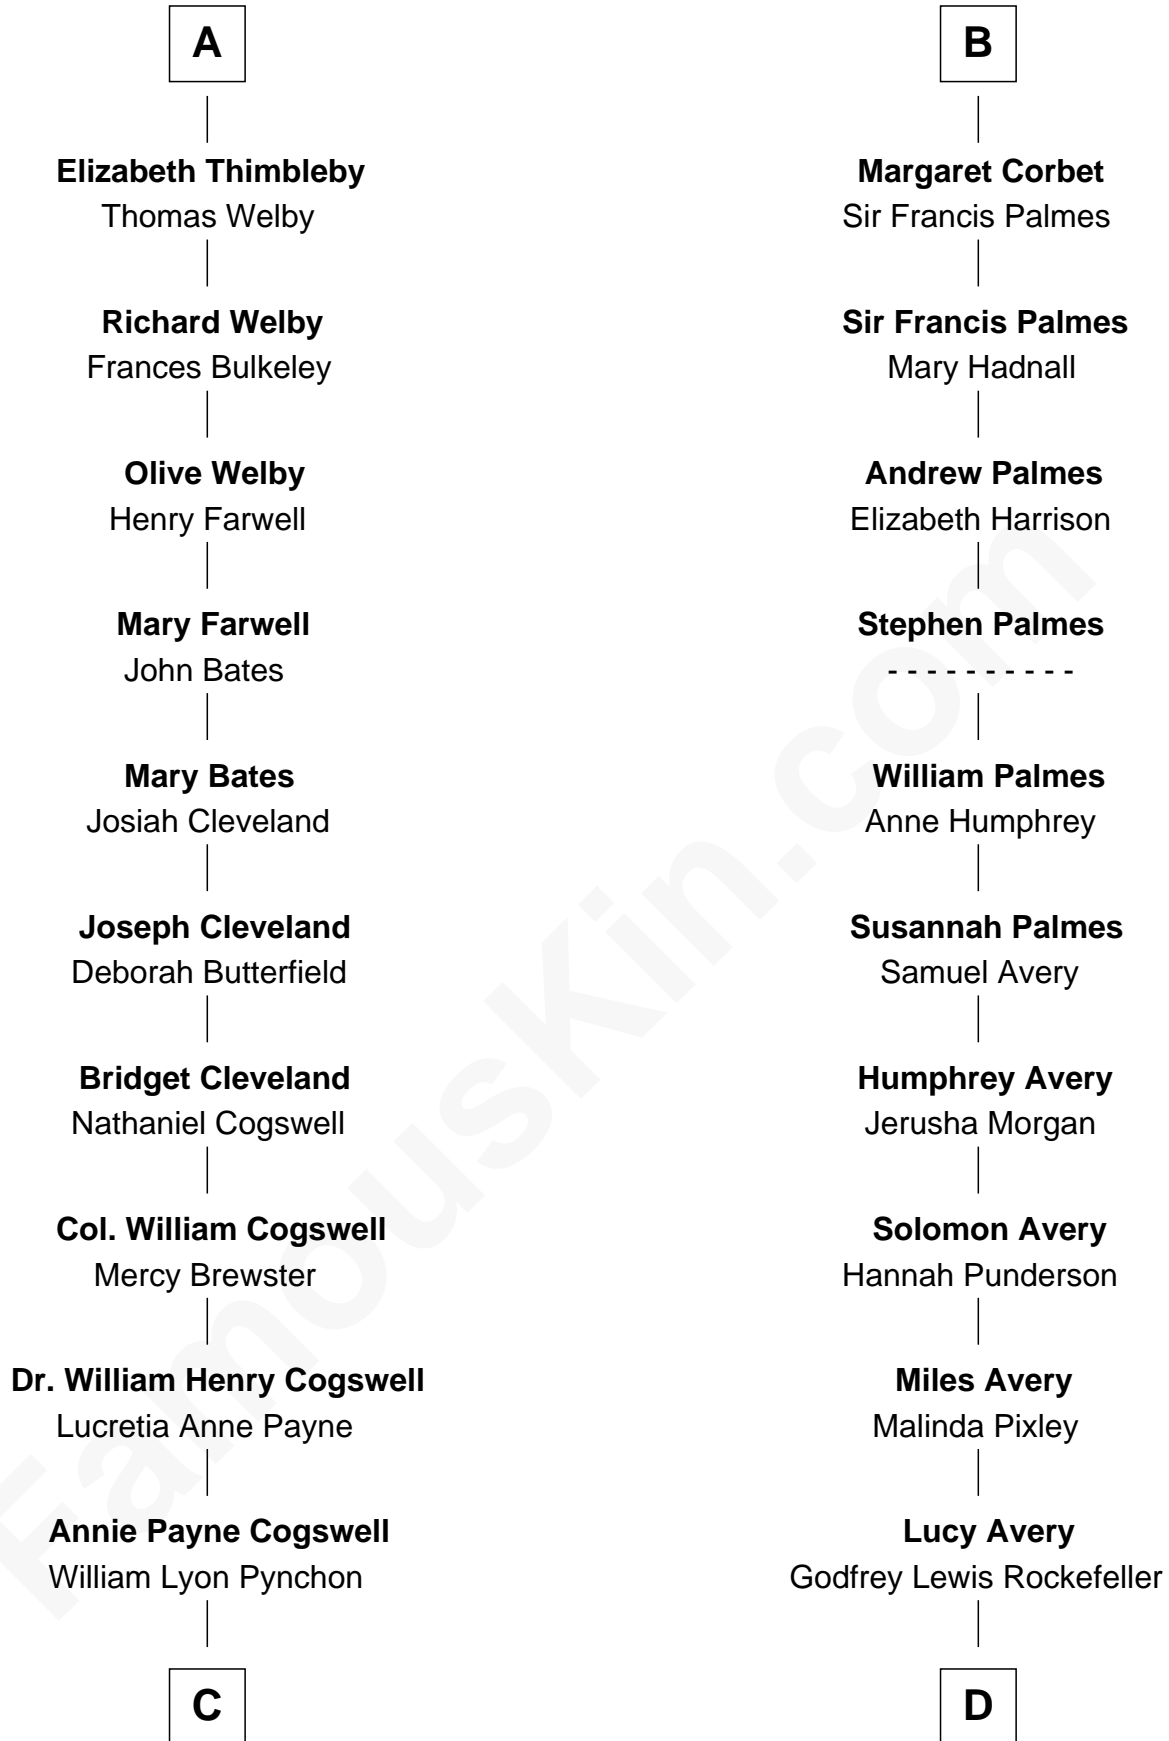 A
Elizabeth Thimbleby
Thomas Welby
Richard Welby
Frances Bulkeley
Olive Welby
Henry Farwell
Mary Farwell
John Bates
Mary Bates
Josiah Cleveland
Joseph Cleveland
Deborah Butterfield
Bridget Cleveland
Nathaniel Cogswell
Col. William Cogswell
Mercy Brewster
Dr. William Henry Cogswell
Lucretia Anne Payne
Annie Payne Cogswell
William Lyon Pynchon
C
B
Margaret Corbet
Sir Francis Palmes
Sir Francis Palmes
Mary Hadnall
Andrew Palmes
Elizabeth Harrison
Stephen Palmes
- - - - - - - - - -
William Palmes
Anne Humphrey
Susannah Palmes
Samuel Avery
Humphrey Avery
Jerusha Morgan
Solomon Avery
Hannah Punderson
Miles Avery
Malinda Pixley
Lucy Avery
Godfrey Lewis Rockefeller
D
FamousKin.com